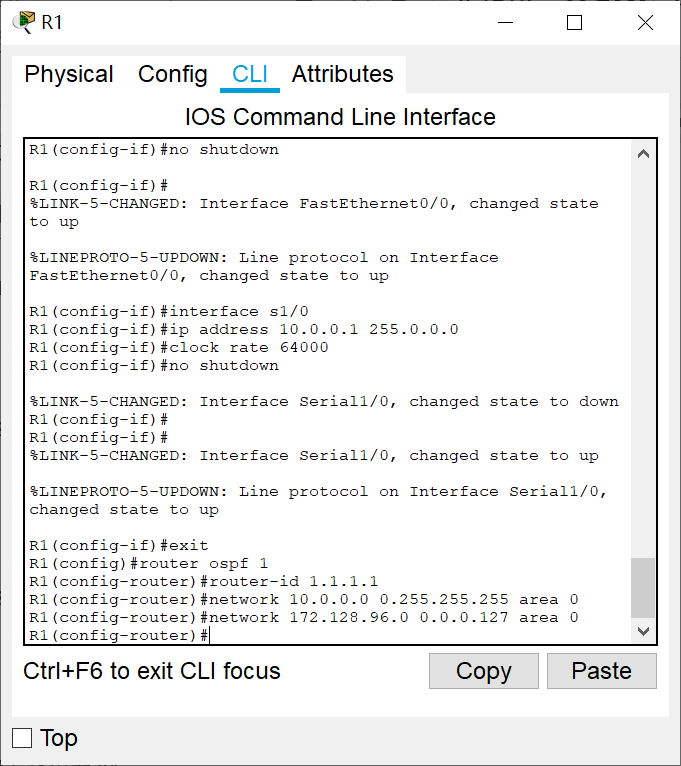 R1
Physical Config CLI Attributes
IOS Command Line Interface
R1(config-if)#no shutdown
R1(config-if)#
%LINK-5-CHANGED: Interface FastEthernet0/0, changed state
to up
%LINEPROTO-5-UPDOWN: Line protocol on Interface
FastEthernet0/0, changed state to up
R1(config-if)#interface s1/0
R1(config-if)#ip address 10.0.0.1 255.0.0.0
R1(config-if)#clock rate 64000
R1(config-if)#no shutdown
%LINK-5-CHANGED: Interface Serial1/0, changed state to down
R1(config-if)#
R1(config-if)#
%LINK-5-CHANGED: Interface Serial1/0, changed state to up
%LINEPROTO-5-UPDOWN: Line protocol on Interface Serial1/0,
changed state to up
R1(config-if)#exit
R1(config)#router ospf 1
R1(config-router)#router-id 1.1.1.1
R1(config-router)#network 10.0.0.0 0.255.255.255 area 0
R1(config-router)#network 172.128.96.0 0.0.0.127 area 0
R1(config-router)#
Ctrl+F6 to exit CLI focus
Copy Paste
Top